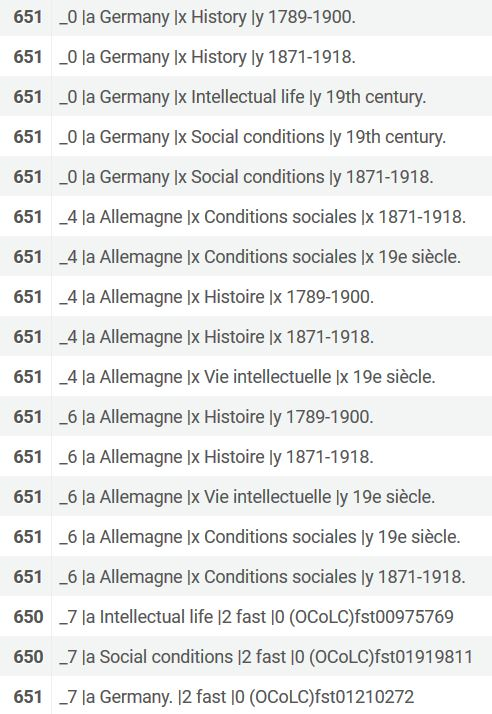 651 _0 |a Germany |x History |y 1789-1900.
651 _0 |a Germany |x History |y 1871-1918.
651 _0 |a Germany |x Intellectual life |y 19th century.
651 _0 |a Germany |x Social conditions |y 19th century.
651 _0 |a Germany |x Social conditions |y 1871-1918.
651 _4 |a Allemagne |x Conditions sociales |x 1871-1918.
651 _4 |a Allemagne |x Conditions sociales |x 19e siècle.
651 _4 |a Allemagne |x Histoire |x 1789-1900.
651 _4 |a Allemagne |x Histoire |x 1871-1918.
651 _4 |a Allemagne |x Vie intellectuelle |x 19e siècle.
651 _6 |a Allemagne |x Histoire |y 1789-1900.
651 _6 |a Allemagne |x Histoire |y 1871-1918.
651 _6 |a Allemagne |x Vie intellectuelle |y 19e siècle.
651 _6 |a Allemagne |x Conditions sociales |y 19e siècle.
651 _6 |a Allemagne |x Conditions sociales |y 1871-1918.
650 _7 |a Intellectual life |2 fast |0 (OCoLC)fst00975769
650 _7 |a Social conditions |2 fast |0 (OCoLC)fst01919811
651 _7 |a Germany. |2 fast |0 (OCoLC)fst01210272